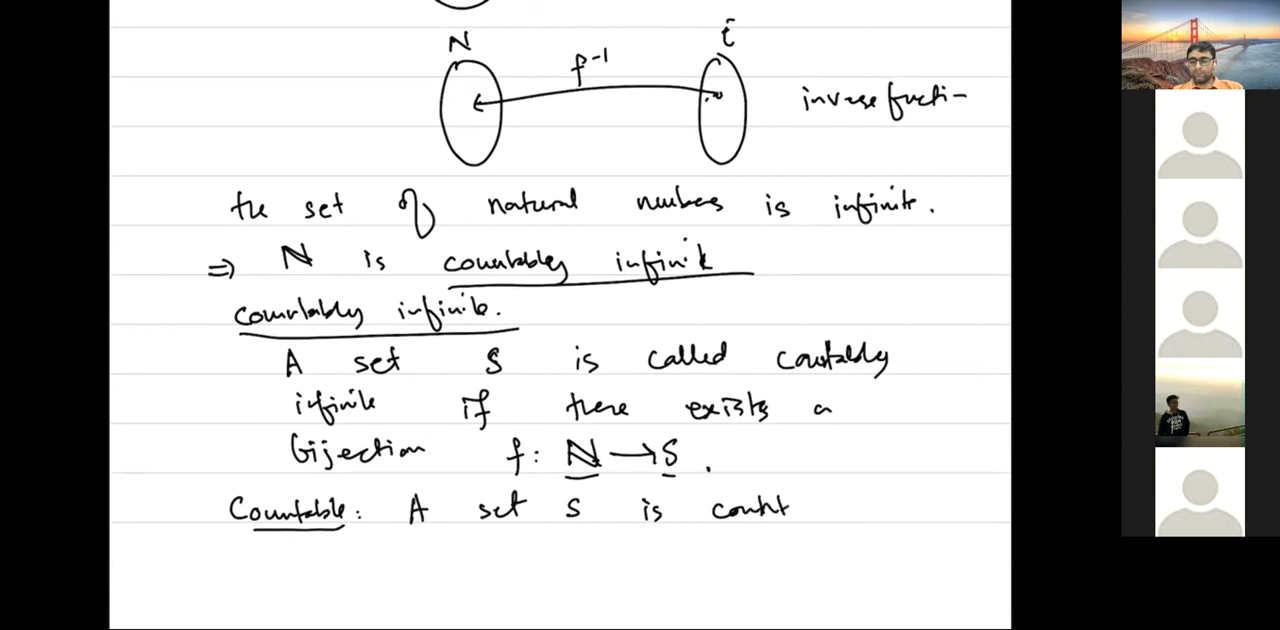 N
f⁻¹
inverse functi-
the set of natural numbers is infinite.
⇒ ℕ is countably infinite
countably infinite.
A set S is called countably
infinite if there exists a
bijection f: ℕ → S.
Countable: A set S is count